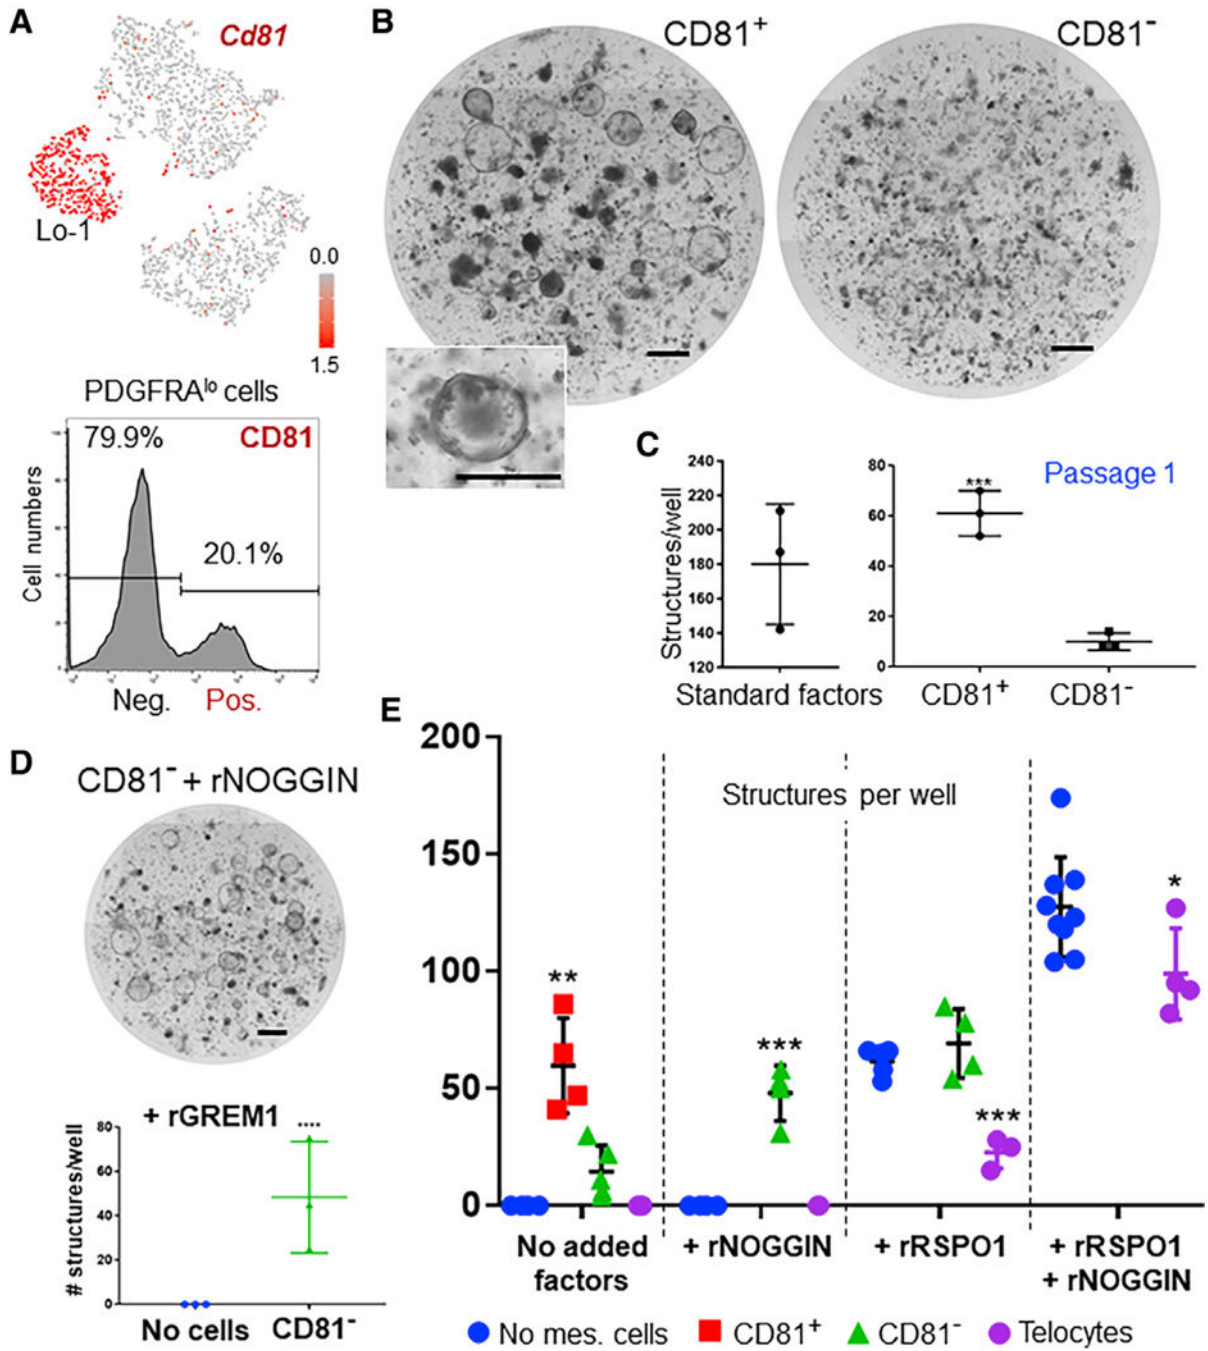 A
Cd81
Lo-1
0.0
1.5
PDGFRAˡᵒ cells
79.9%
CD81
20.1%
Cell numbers
Neg.
Pos.
B
CD81⁺
CD81⁻
C
240
220
200
180
160
140
120
Structures/well
Standard factors
80
60
40
20
0
***
Passage 1
CD81⁺
CD81⁻
D
CD81⁻ + rNOGGIN
+ rGREM1
80
60
40
20
0
# structures/well
****
No cells
CD81⁻
E
200
150
100
50
0
Structures per well
**
***
***
*
No added
factors
+ rNOGGIN
+ rRSPO1
+ rRSPO1
+ rNOGGIN
No mes. cells
CD81⁺
CD81⁻
Telocytes